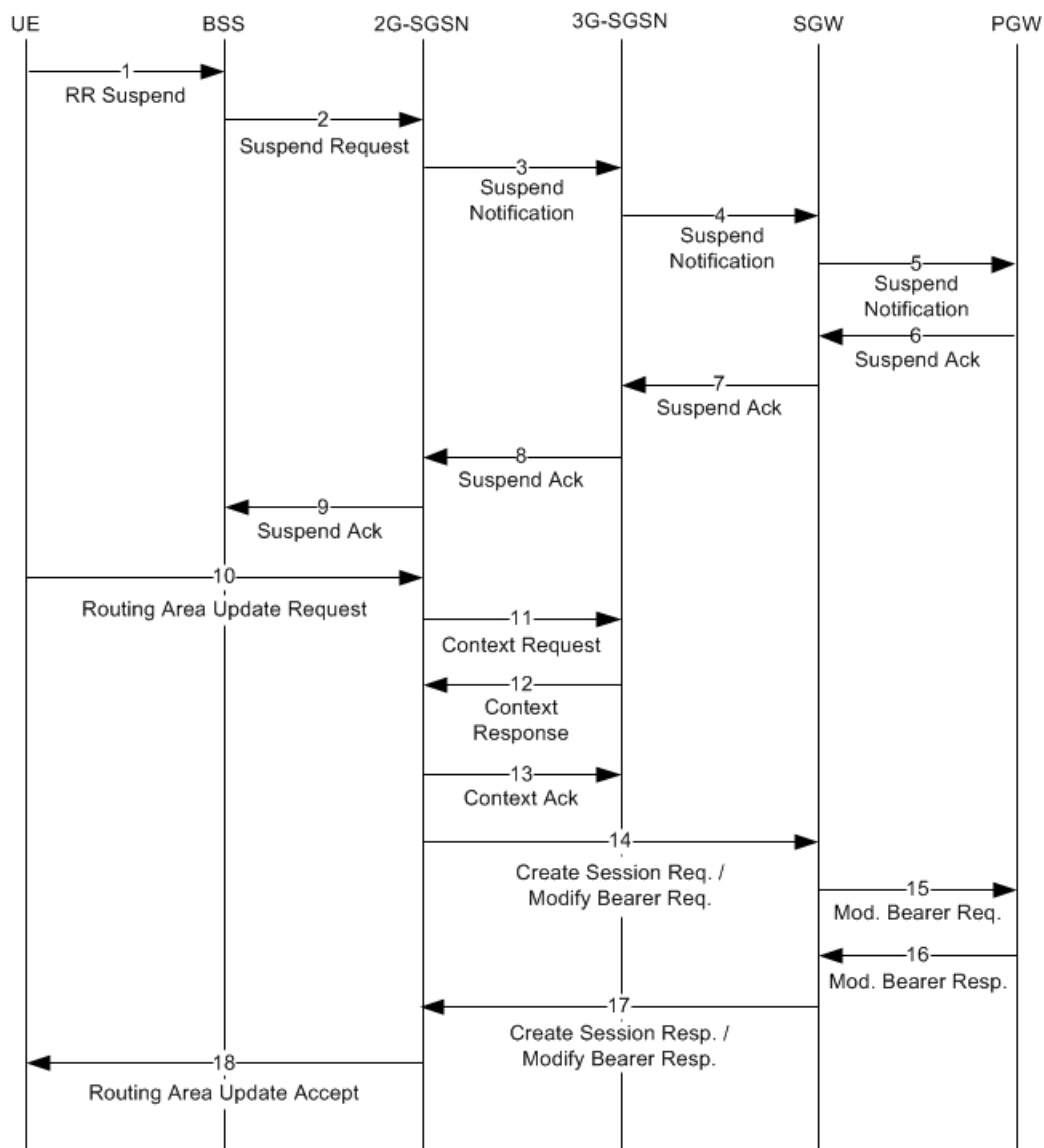 UE BSS 2G-SGSN 3G-SGSN SGW PGW
1
RR Suspend
2
Suspend Request
3
Suspend
Notification
4
Suspend
Notification
5
Suspend
Notification
6
Suspend Ack
7
Suspend Ack
8
Suspend Ack
9
Suspend Ack
10
Routing Area Update Request
11
Context Request
12
Context
Response
13
Context Ack
14
Create Session Req. /
Modify Bearer Req.
15
Mod. Bearer Req.
16
Mod. Bearer Resp.
17
Create Session Resp. /
Modify Bearer Resp.
18
Routing Area Update Accept